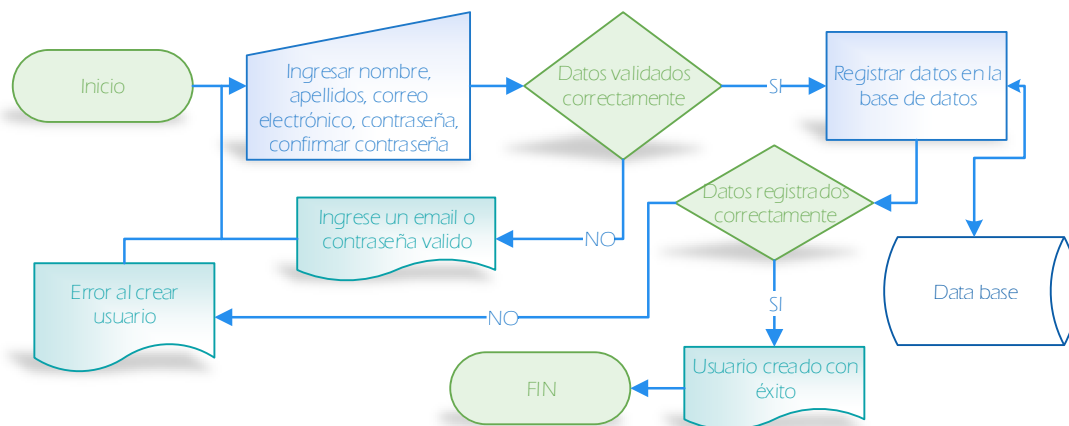 Inicio
Ingresar nombre,
apellidos, correo
electrónico, contraseña,
confirmar contraseña
Datos validados
correctamente
SI
Registrar datos en la
base de datos
Datos registrados
correctamente
Ingrese un email o
contraseña valido
NO
Error al crear
usuario
NO
SI
Data base
Usuario creado con
éxito
FIN